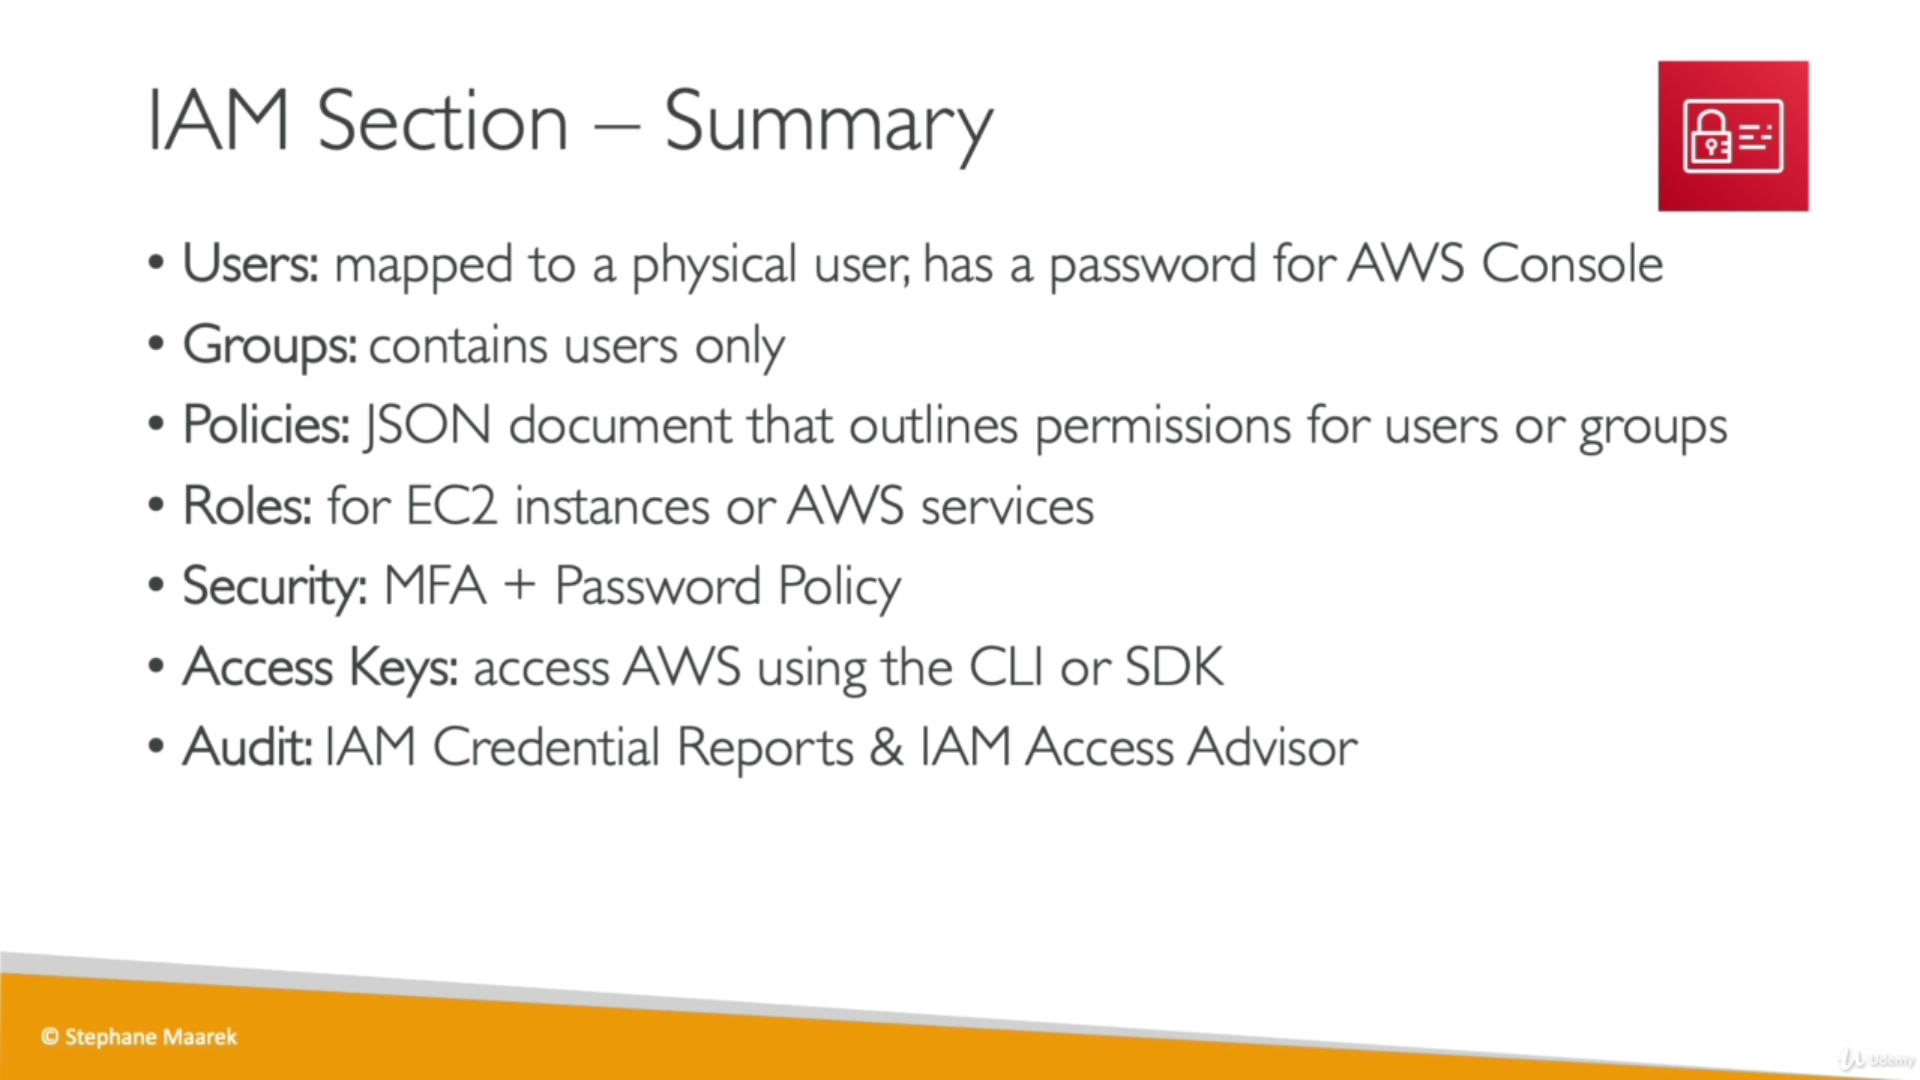 IAM Section – Summary
• Users: mapped to a physical user, has a password for AWS Console
• Groups: contains users only
• Policies: JSON document that outlines permissions for users or groups
• Roles: for EC2 instances or AWS services
• Security: MFA + Password Policy
• Access Keys: access AWS using the CLI or SDK
• Audit: IAM Credential Reports & IAM Access Advisor
© Stephane Maarek
Udemy